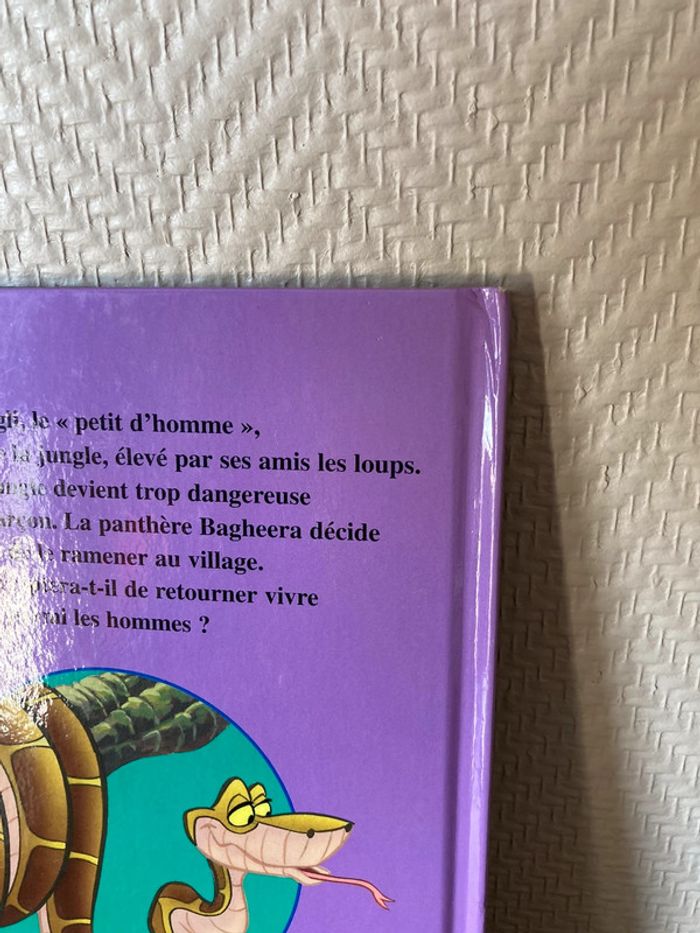 le « petit d'homme »,
la jungle, élevé par ses amis les loups.
devient trop dangereuse
La panthère Bagheera décide
ramener au village.
-t-il de retourner vivre
les hommes ?